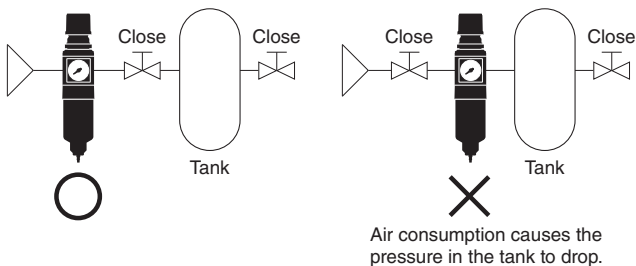 Close
Close
Tank
Close
Close
Tank
Air consumption causes the
pressure in the tank to drop.